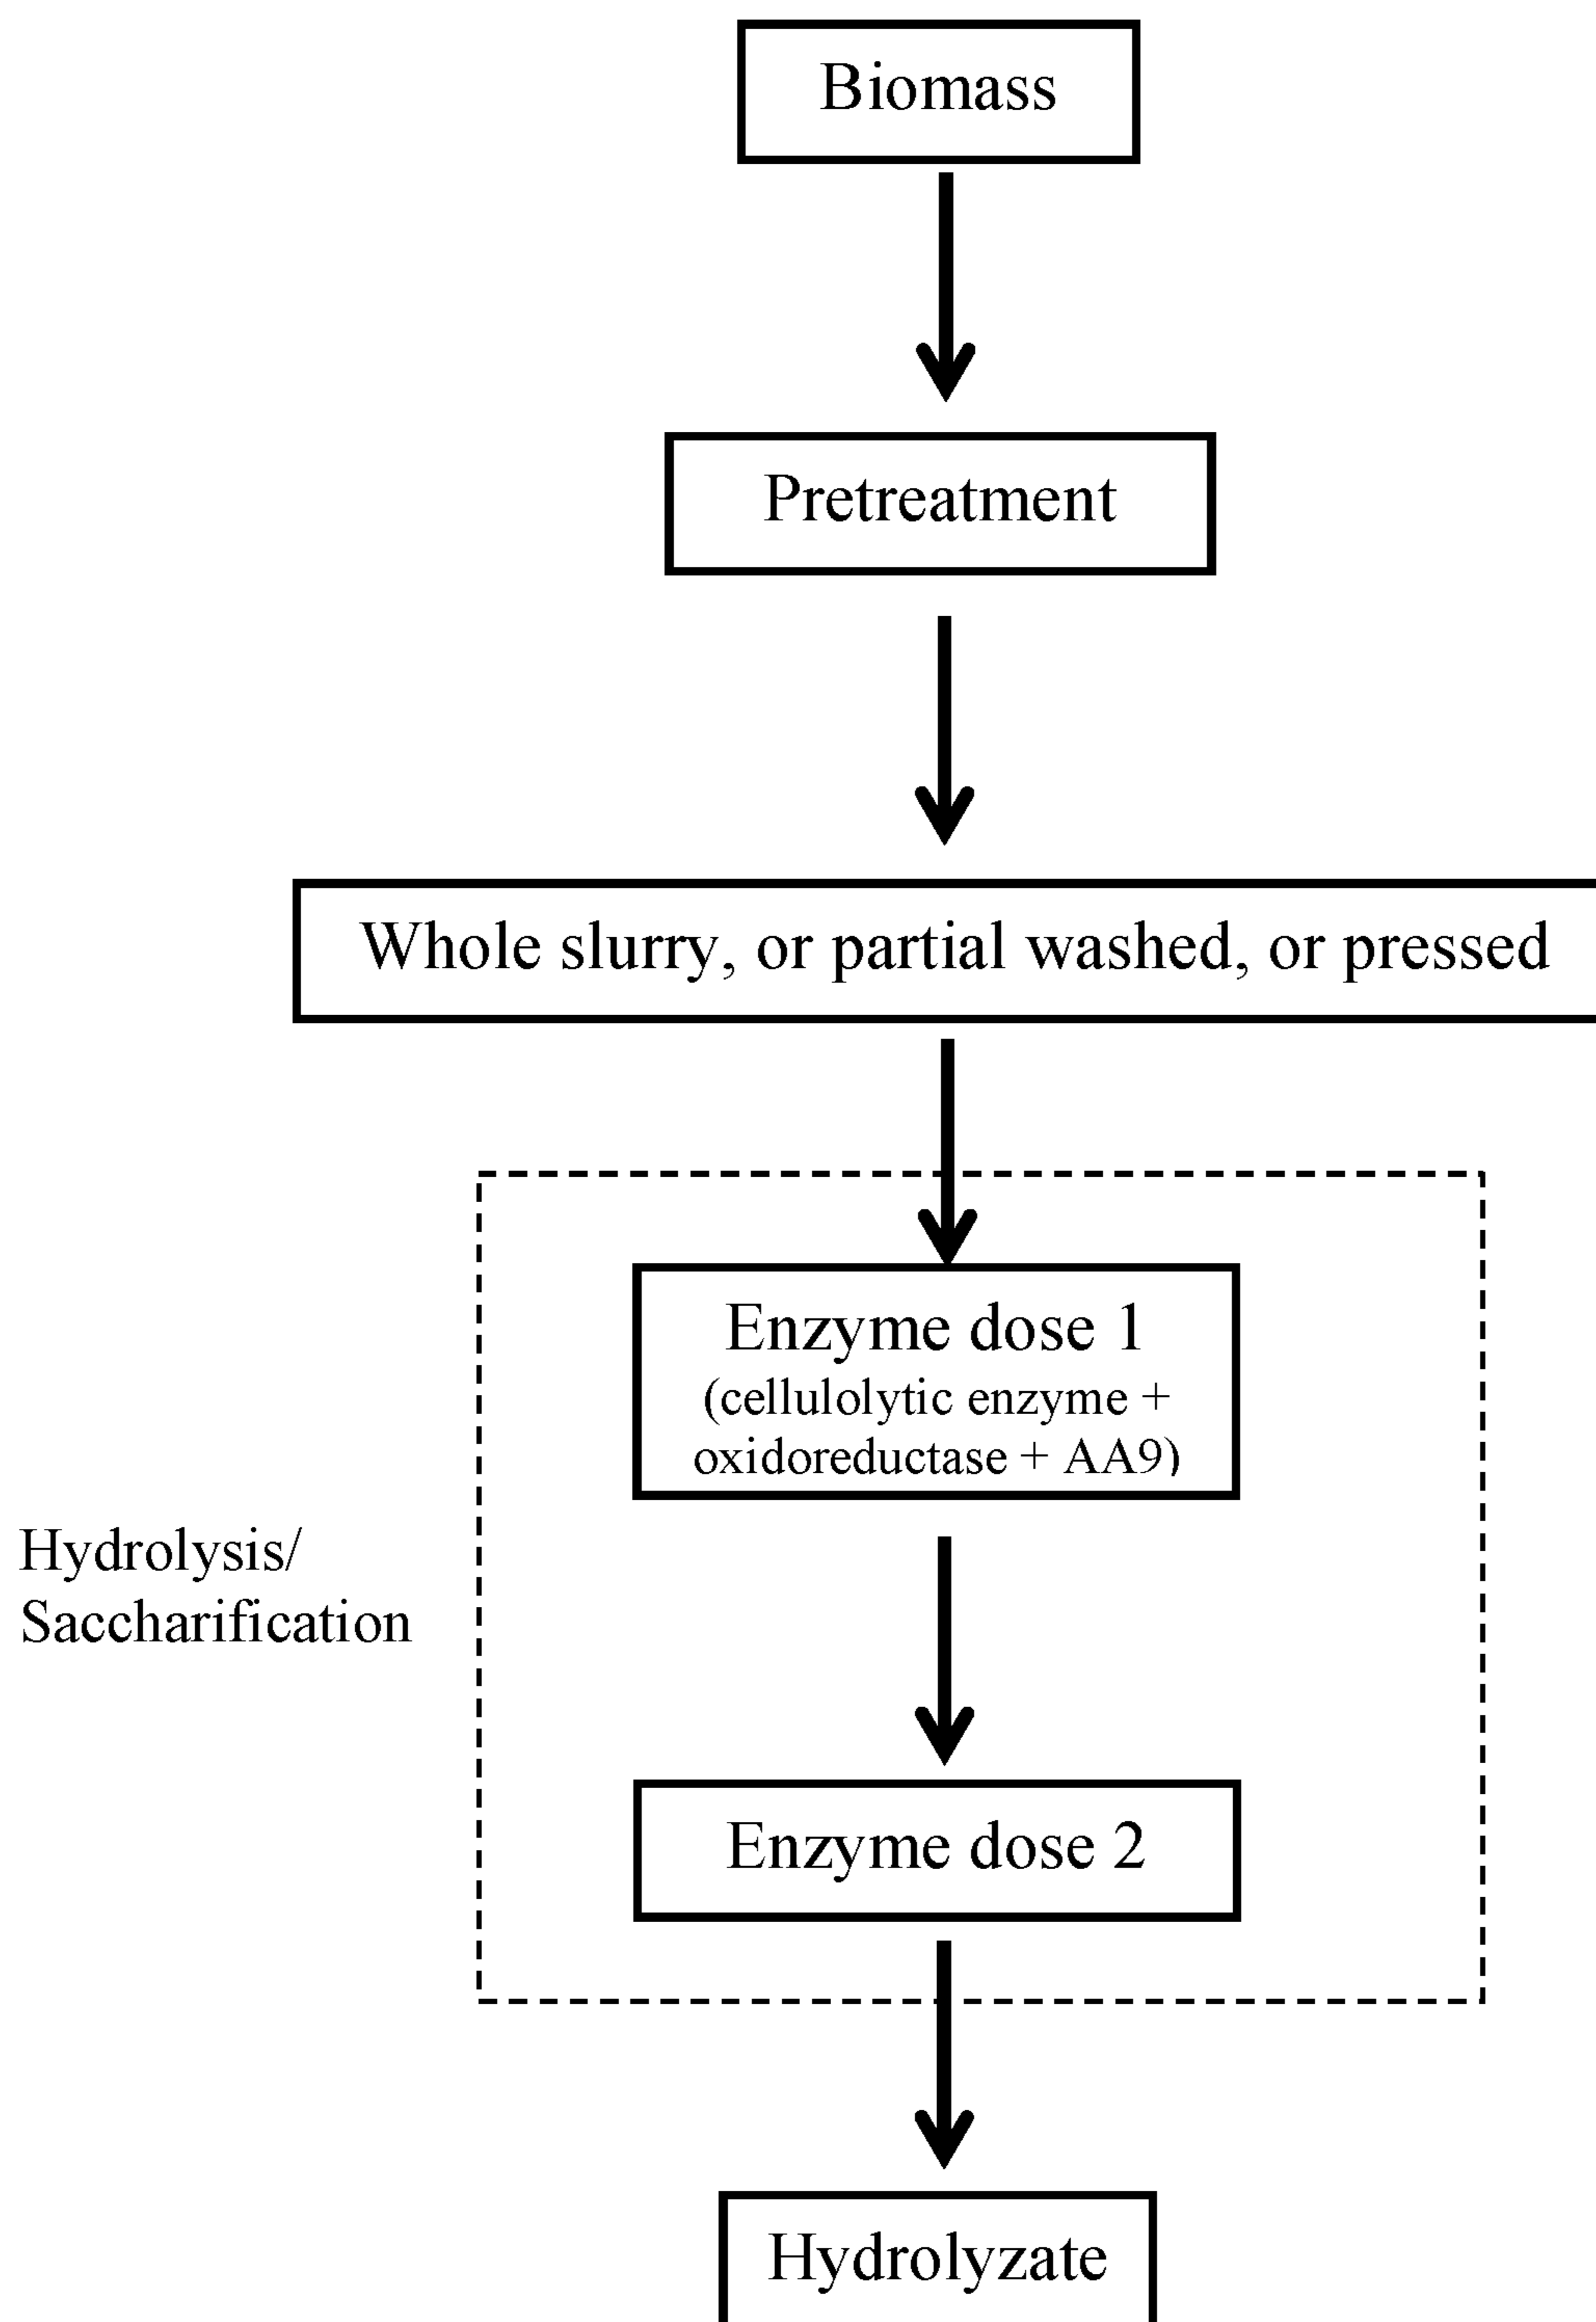 Biomass
Pretreatment
Whole slurry, or partial washed, or pressed
Enzyme dose 1
(cellulolytic enzyme +
oxidoreductase + AA9)
Hydrolysis/
Saccharification
Enzyme dose 2
Hydrolyzate